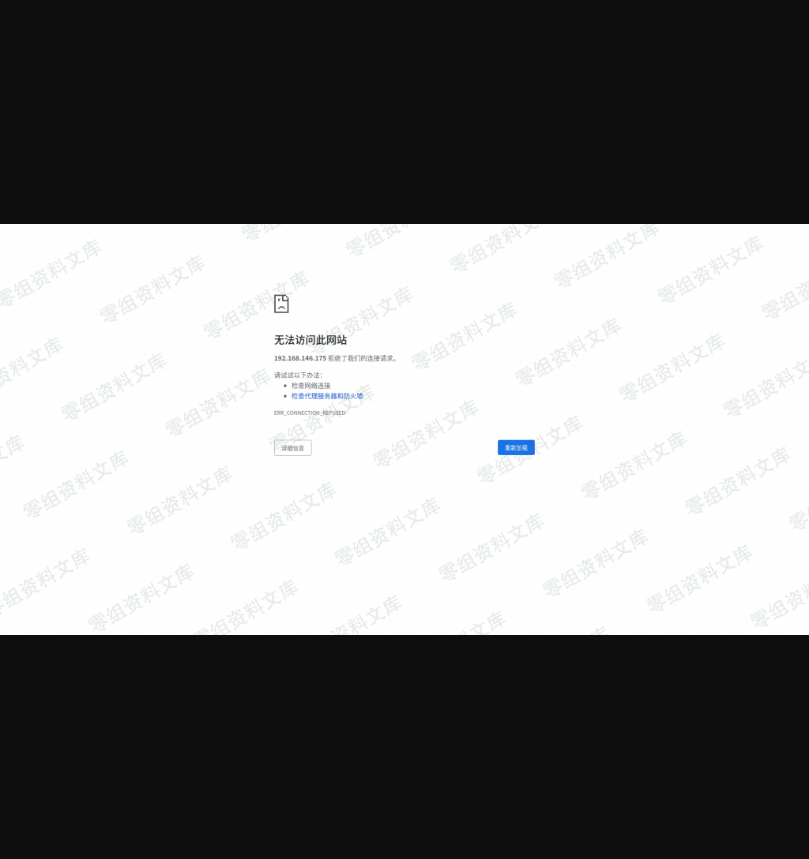 无法访问此网站
192.168.146.175 拒绝了我们的连接请求。
请试试以下办法：
检查网络连接
检查代理服务器和防火墙
ERR_CONNECTION_REFUSED
详细信息
重新加载
零组资料文库